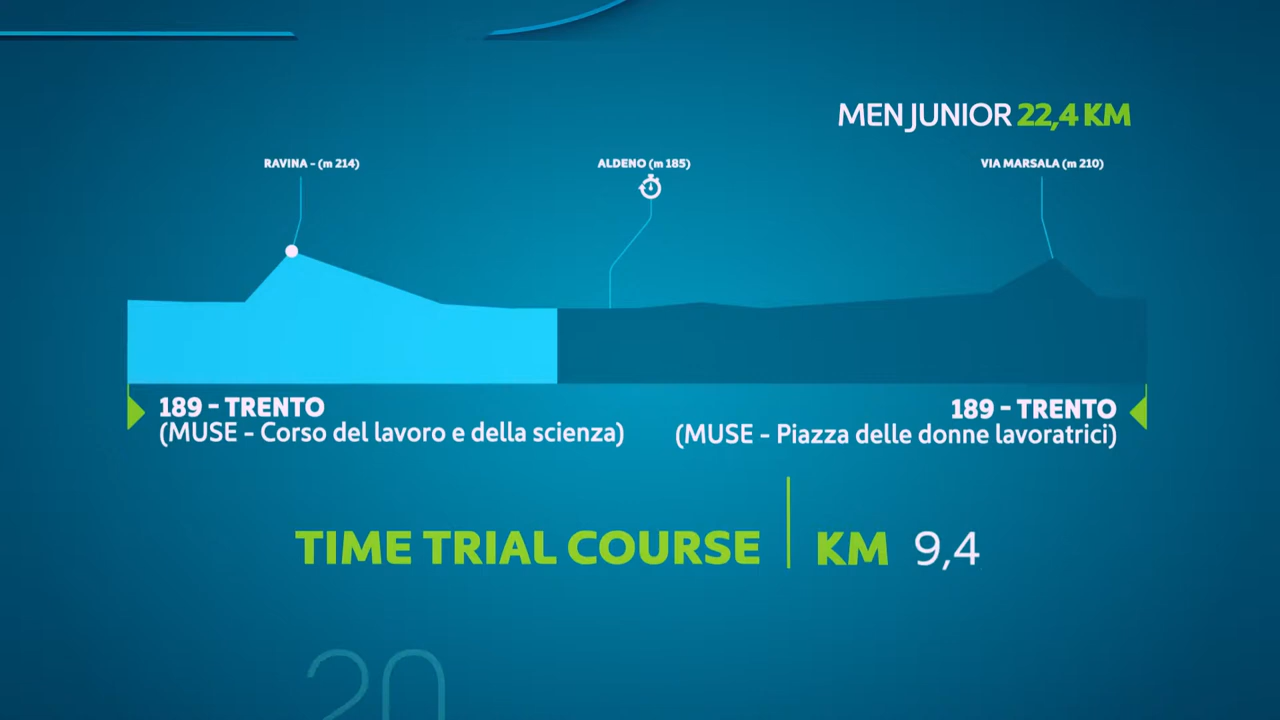 MEN JUNIOR 22,4 KM
RAVINA - (m 214)
ALDENO (m 185)
VIA MARSALA (m 210)
189 - TRENTO
(MUSE - Corso del lavoro e della scienza)
189 - TRENTO
(MUSE - Piazza delle donne lavoratrici)
TIME TRIAL COURSE
KM 9,4
20